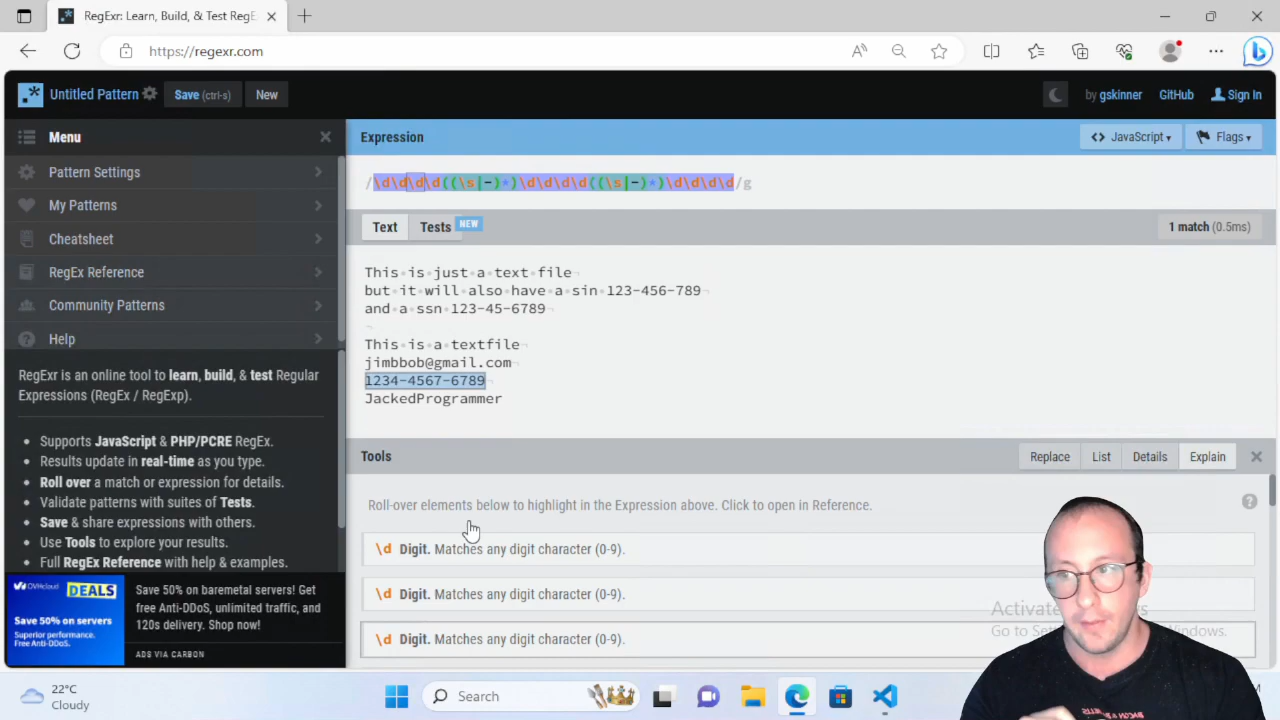 RegExr: Learn, Build, & Test RegE
https://regexr.com
Untitled Pattern
Save (ctrl-s)
New
by gskinner
GitHub
Sign In
Menu
Pattern Settings
My Patterns
Cheatsheet
RegEx Reference
Community Patterns
Help
RegExr is an online tool to learn, build, & test Regular
Expressions (RegEx / RegExp).
• Supports JavaScript & PHP/PCRE RegEx.
• Results update in real-time as you type.
• Roll over a match or expression for details.
• Validate patterns with suites of Tests.
• Save & share expressions with others.
• Use Tools to explore your results.
• Full RegEx Reference with help & examples.
OVHcloud
DEALS
Save 50% on servers
Superior performance.
Free Anti-DDoS.
Save 50% on baremetal servers! Get
free Anti-DDoS, unlimited traffic, and
120s delivery. Shop now!
ADS VIA CARBON
Expression
JavaScript
Flags
/\d\d\d\d((\s|-)*)\d\d\d\d((\s|-)*)\d\d\d\d/g
Text
Tests
NEW
1 match (0.5ms)
This is just a text file
but it will also have a sin 123-456-789
and a ssn 123-45-6789
This is a textfile
jimbbob@gmail.com
1234-4567-6789
JackedProgrammer
Tools
Replace
List
Details
Explain
Roll-over elements below to highlight in the Expression above. Click to open in Reference.
\d Digit. Matches any digit character (0-9).
\d Digit. Matches any digit character (0-9).
\d Digit. Matches any digit character (0-9).
22°C
Cloudy
Search